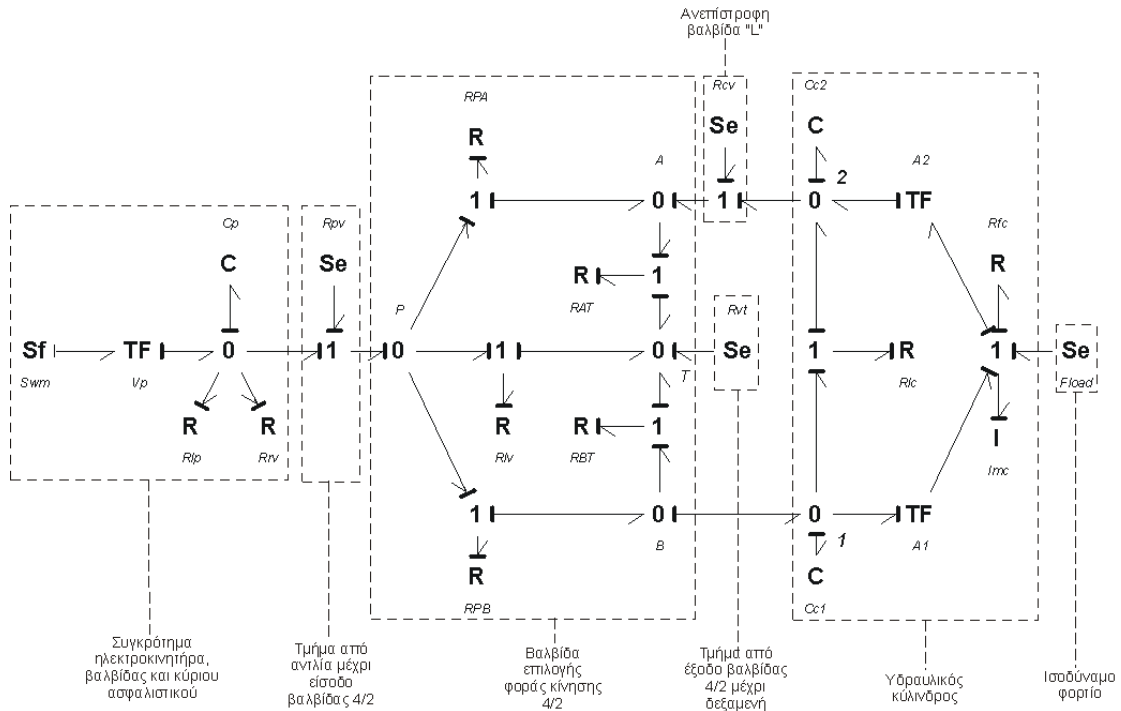 Ανεπίστροφη
βαλβίδα "L"
RPA
Rcv
Cc2
R
Se
C
A
2
A2
1
0
1
0
TF
Cp
Rpv
Rfc
C
Se
P
R
1
RAT
Rvt
R
Sf
TF
0
1
0
1
0
Se
1
R
1
Se
Swm
Vp
T
Rlc
Fload
R
R
R
R
1
I
Rlp
Rrv
Rlv
RBT
Imc
1
0
0
TF
B
1
A1
R
C
RPB
Cc1
Συγκρότημα
ηλεκτροκινητήρα,
βαλβίδας και κύριου
ασφαλιστικού
Τμήμα από
αντλία μέχρι
είσοδο
βαλβίδας 4/2
Βαλβίδα
επιλογής
φοράς κίνησης
4/2
Τμήμα από
έξοδο βαλβίδας
4/2 μέχρι
δεξαμενή
Υδραυλικός
κύλινδρος
Ισοδύναμο
φορτίο